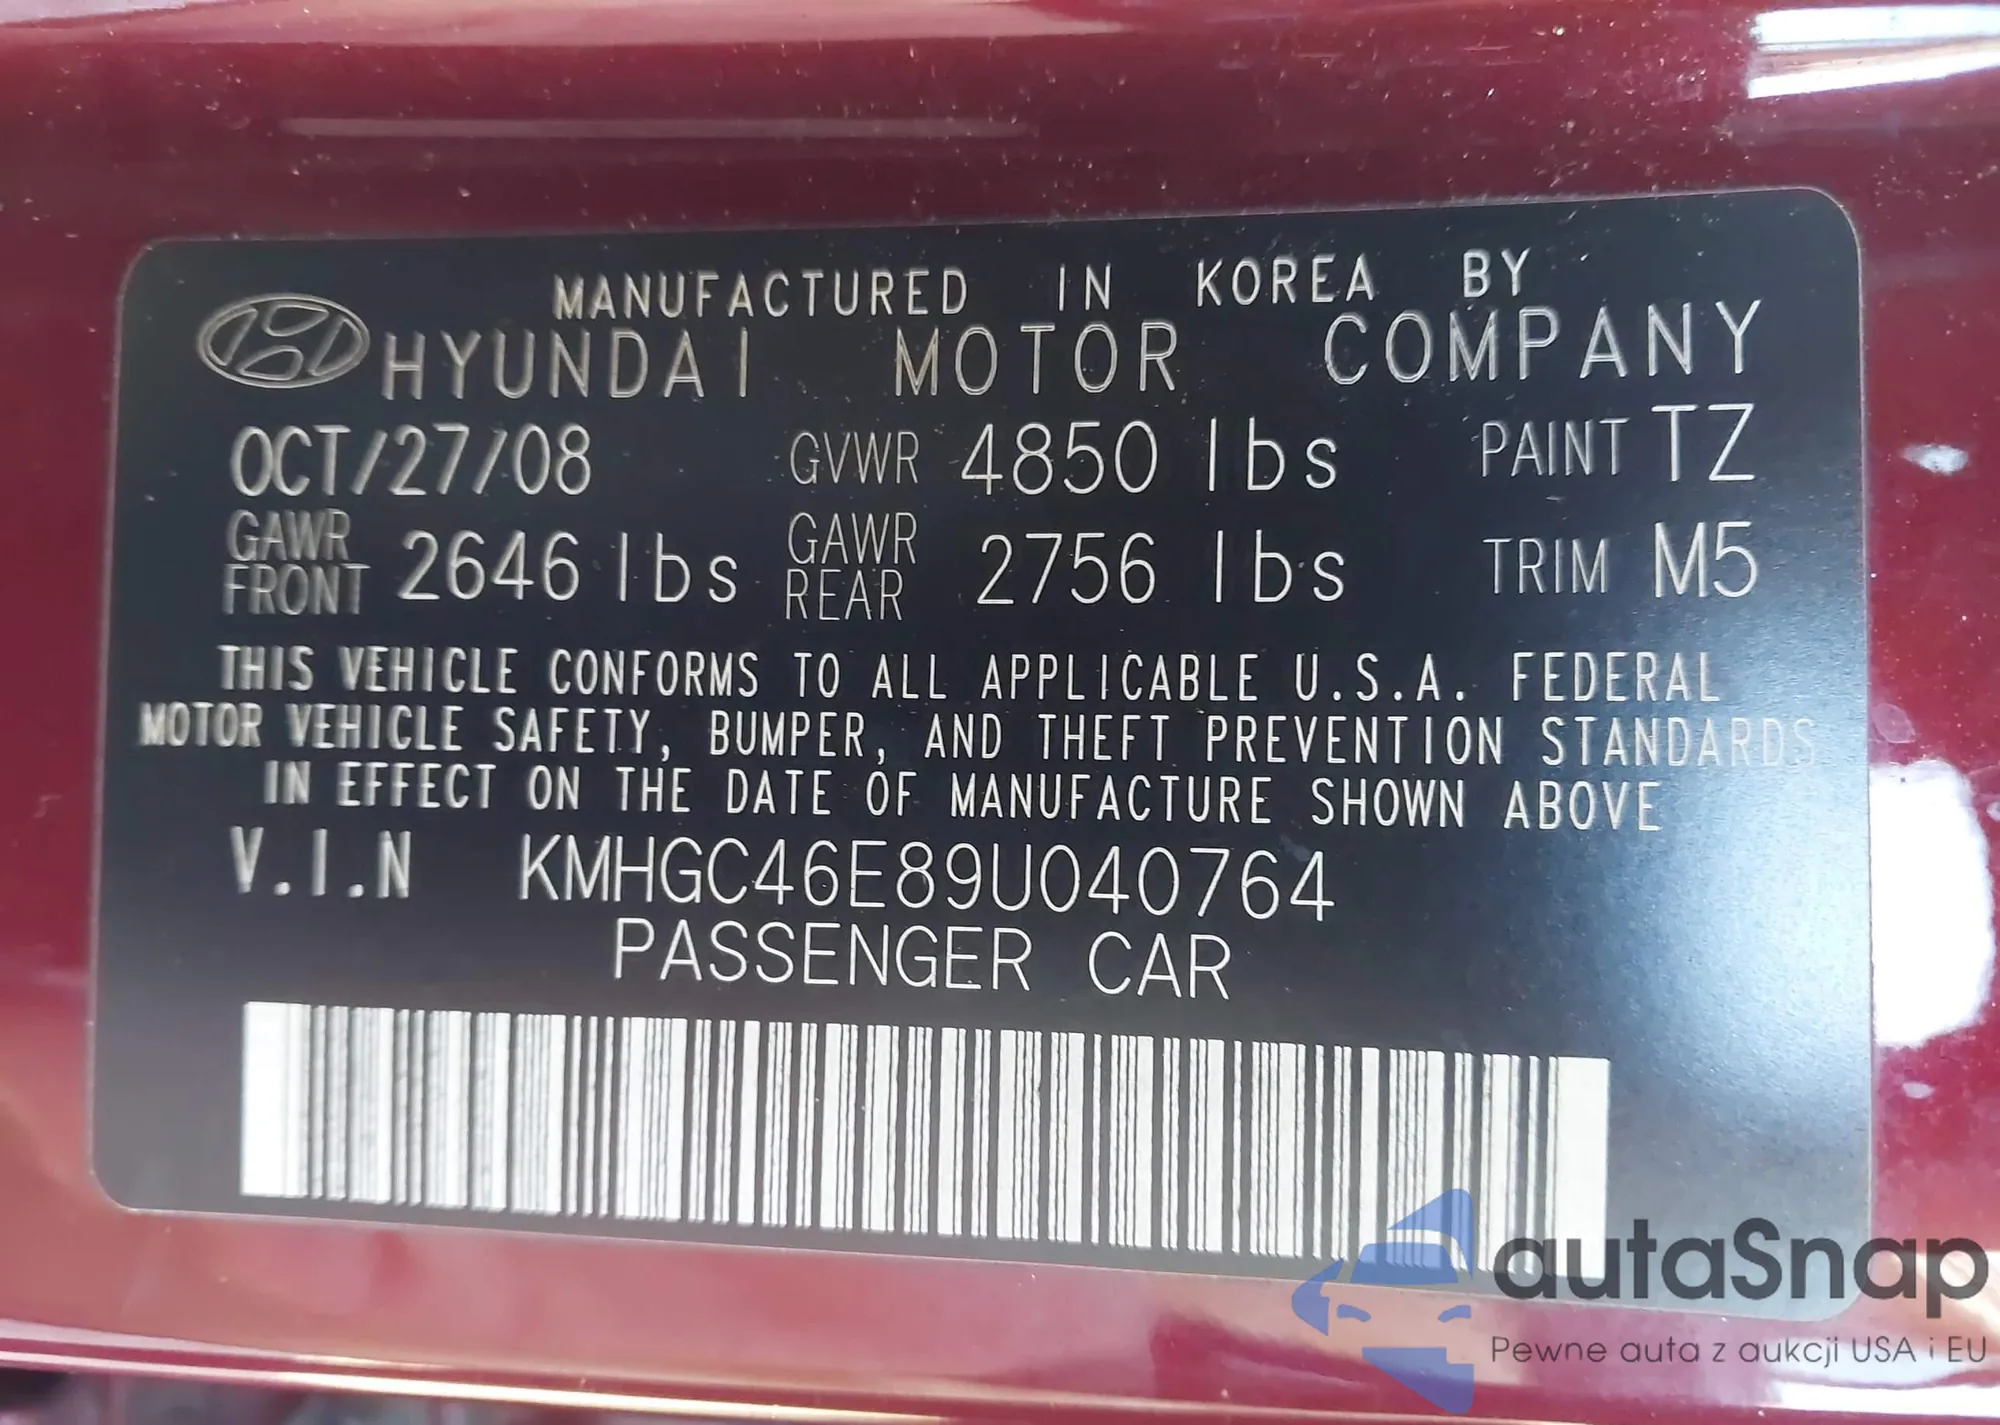 MANUFACTURED IN KOREA BY
HYUNDAI MOTOR COMPANY
OCT/27/08 GVWR 4850 lbs PAINT TZ
GAWR FRONT 2646 lbs GAWR REAR 2756 lbs TRIM M5
THIS VEHICLE CONFORMS TO ALL APPLICABLE U.S.A. FEDERAL
MOTOR VEHICLE SAFETY, BUMPER, AND THEFT PREVENTION STANDARDS
IN EFFECT ON THE DATE OF MANUFACTURE SHOWN ABOVE
V.I.N KMHGC46E89U040764
PASSENGER CAR
autaSnap
Pewne auta z aukcji USA i EU